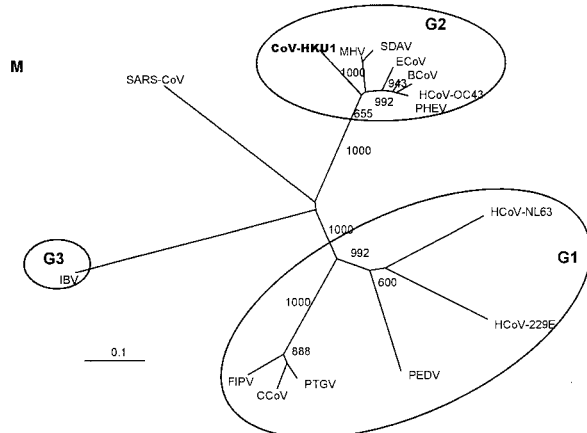 G2
M
CoV-HKU1
MHV
SDAV
ECoV
1000
943
BCoV
992
HCoV-OC43
PHEV
655
SARS-CoV
1000
HCoV-NL63
1000
992
G1
G3
IBV
600
1000
HCoV-229E
0.1
888
FIPV
PTGV
PEDV
CCoV